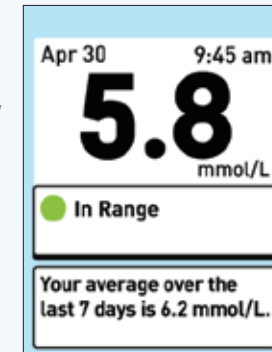 Apr 30 9:45 am
5.8
mmol/L
In Range
Your average over the
last 7 days is 6.2 mmol/L.